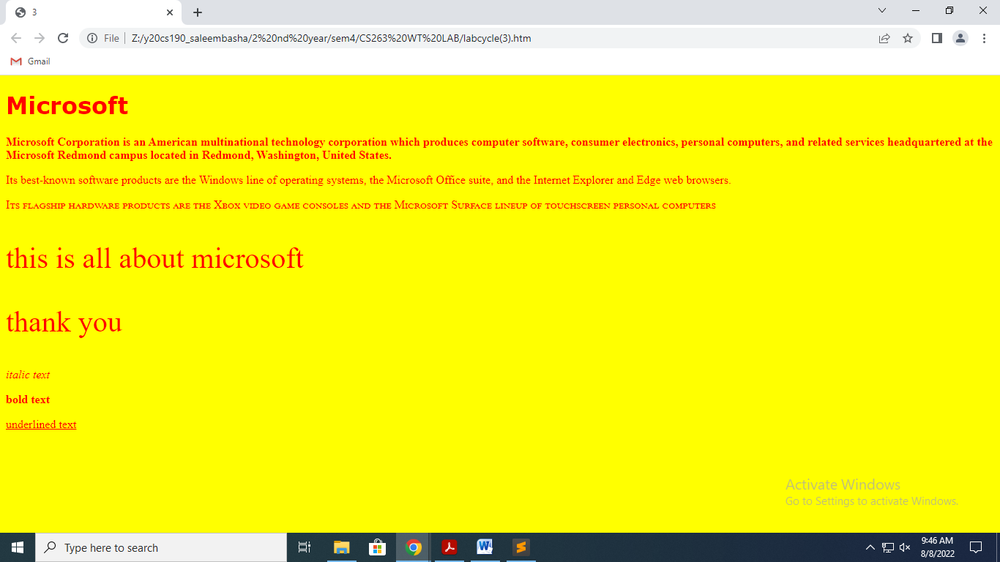 3
File
Z:/y20cs190_saleembasha/2%20nd%20year/sem4/CS263%20WT%20LAB/labcycle(3).htm
Gmail
Microsoft
Microsoft Corporation is an American multinational technology corporation which produces computer software, consumer electronics, personal computers, and related services headquartered at the
Microsoft Redmond campus located in Redmond, Washington, United States.
Its best-known software products are the Windows line of operating systems, the Microsoft Office suite, and the Internet Explorer and Edge web browsers.
Its flagship hardware products are the Xbox video game consoles and the Microsoft Surface lineup of touchscreen personal computers
this is all about microsoft
thank you
italic text
bold text
underlined text
Activate Windows
Go to Settings to activate Windows.
Type here to search
9:46 AM
8/8/2022